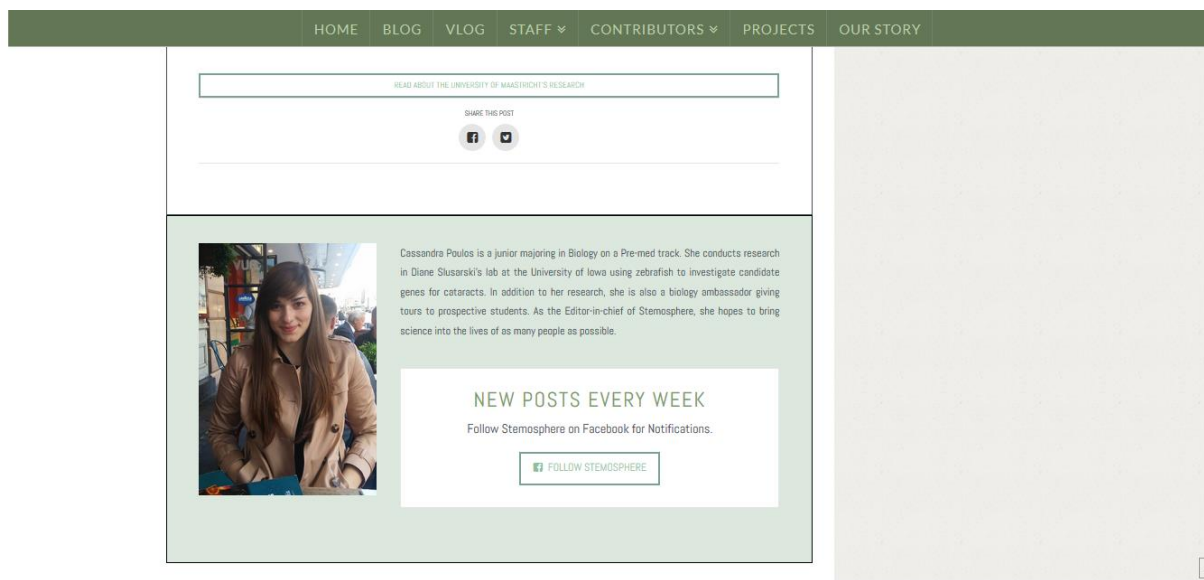 HOME BLOG VLOG STAFF CONTRIBUTORS PROJECTS OUR STORY
READ ABOUT THE UNIVERSITY OF MAASTRICHT'S RESEARCH
SHARE THIS POST
Cassandra Poulos is a junior majoring in Biology on a Pre-med track. She conducts research
in Diane Slusarski's lab at the University of Iowa using zebrafish to investigate candidate
genes for cataracts. In addition to her research, she is also a biology ambassador giving
tours to prospective students. As the Editor-in-chief of Stemosphere, she hopes to bring
science into the lives of as many people as possible.
NEW POSTS EVERY WEEK
Follow Stemosphere on Facebook for Notifications.
FOLLOW STEMOSPHERE